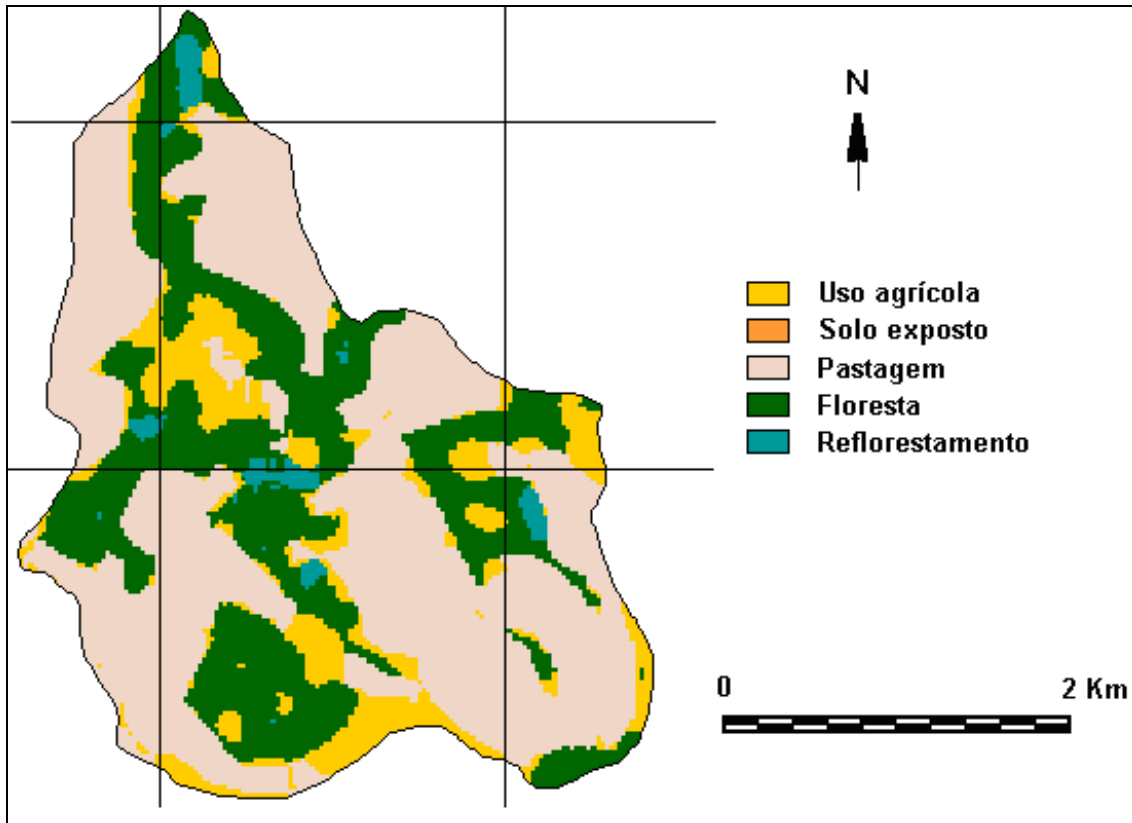 N
Uso agrícola
Solo exposto
Pastagem
Floresta
Reflorestamento
0 2 Km